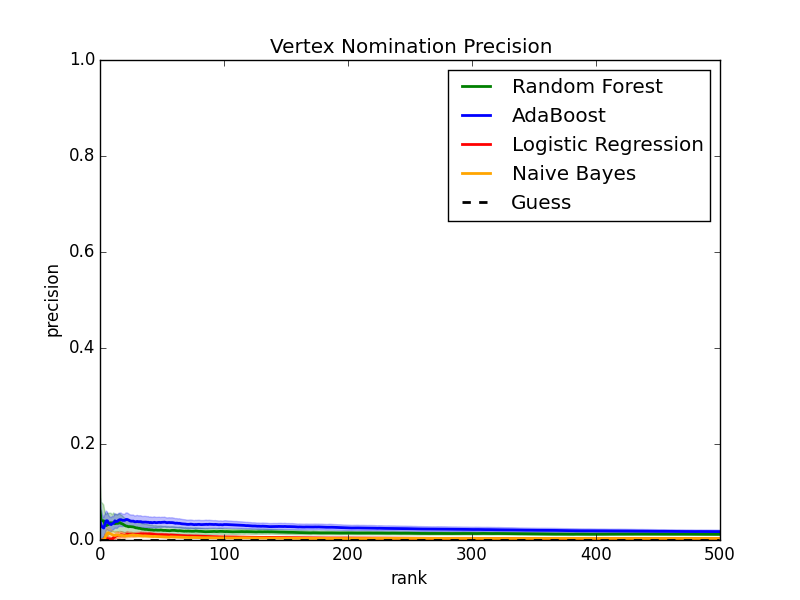 Vertex Nomination Precision
1.0
0.8
0.6
0.4
0.2
0.0
precision
Random Forest
AdaBoost
Logistic Regression
Naive Bayes
Guess
0 100 200 300 400 500
rank